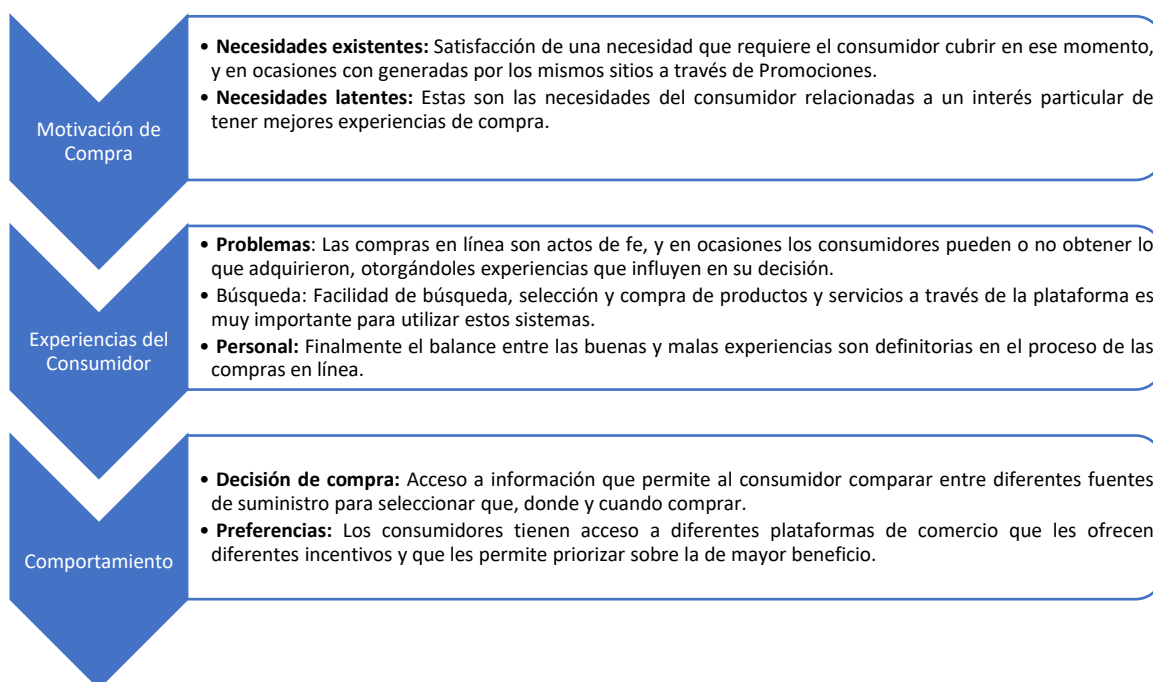 Motivación de
Compra
• Necesidades existentes: Satisfacción de una necesidad que requiere el consumidor cubrir en ese momento,
y en ocasiones con generadas por los mismos sitios a través de Promociones.
• Necesidades latentes: Estas son las necesidades del consumidor relacionadas a un interés particular de
tener mejores experiencias de compra.
Experiencias del
Consumidor
• Problemas: Las compras en línea son actos de fe, y en ocasiones los consumidores pueden o no obtener lo
que adquirieron, otorgándoles experiencias que influyen en su decisión.
• Búsqueda: Facilidad de búsqueda, selección y compra de productos y servicios a través de la plataforma es
muy importante para utilizar estos sistemas.
• Personal: Finalmente el balance entre las buenas y malas experiencias son definitorias en el proceso de las
compras en línea.
Comportamiento
• Decisión de compra: Acceso a información que permite al consumidor comparar entre diferentes fuentes
de suministro para seleccionar que, donde y cuando comprar.
• Preferencias: Los consumidores tienen acceso a diferentes plataformas de comercio que les ofrecen
diferentes incentivos y que les permite priorizar sobre la de mayor beneficio.